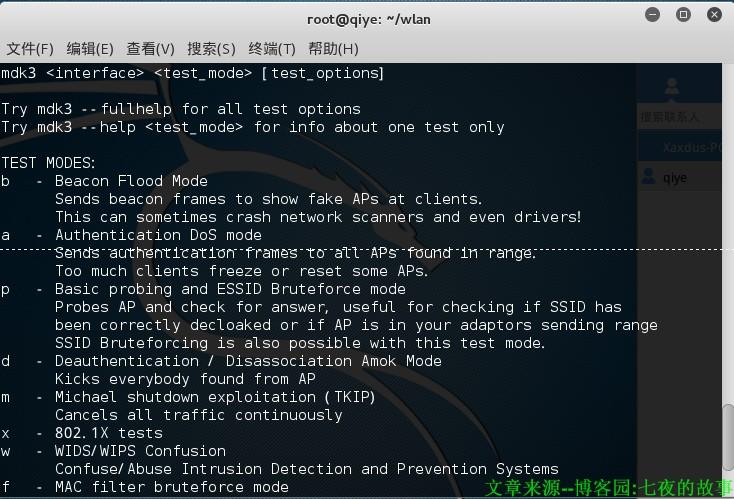 root@qiye: ~/wlan
文件(F) 编辑(E) 查看(V) 搜索(S) 终端(T) 帮助(H)
mdk3 <interface> <test_mode> [test_options]
Try mdk3 --fullhelp for all test options
Try mdk3 --help <test_mode> for info about one test only
搜索联系人
Xaxdus-PC
qiye
TEST MODES:
b - Beacon Flood Mode
Sends beacon frames to show fake APs at clients.
This can sometimes crash network scanners and even drivers!
a - Authentication DoS mode
Sends authentication frames to all APs found in range.
Too much clients freeze or reset some APs.
p - Basic probing and ESSID Bruteforce mode
Probes AP and check for answer, useful for checking if SSID has
been correctly decloaked or if AP is in your adaptors sending range
SSID Bruteforcing is also possible with this test mode.
d - Deauthentication / Disassociation Amok Mode
Kicks everybody found from AP
m - Michael shutdown exploitation (TKIP)
Cancels all traffic continuously
x - 802.1X tests
w - WIDS/WIPS Confusion
Confuse/Abuse Intrusion Detection and Prevention Systems
f - MAC filter bruteforce mode
文章来源--博客园:七夜的故事